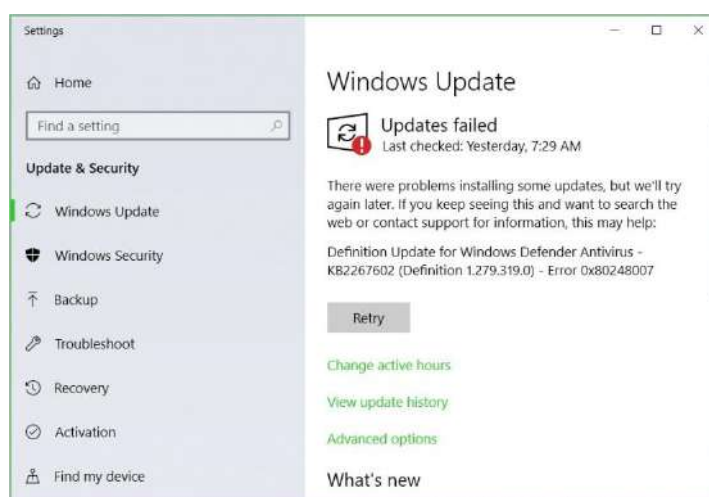 Settings
Home
Find a setting
Update & Security
Windows Update
Windows Security
Backup
Troubleshoot
Recovery
Activation
Find my device
Windows Update
Updates failed
Last checked: Yesterday, 7:29 AM
There were problems installing some updates, but we'll try
again later. If you keep seeing this and want to search the
web or contact support for information, this may help:
Definition Update for Windows Defender Antivirus -
KB2267602 (Definition 1.279.319.0) - Error 0x80248007
Retry
Change active hours
View update history
Advanced options
What's new